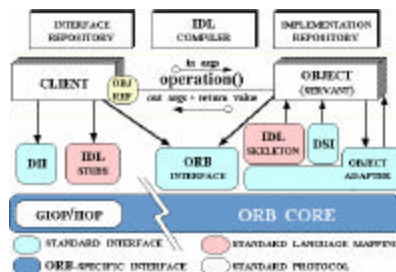 INTERFACE REPOSITORY
IDL COMPILER
IMPLEMENTATION REPOSITORY
in args
operation()
out args + return value
CLIENT
OBJ REF
OBJECT (SERVANT)
DII
IDL STUBS
ORB INTERFACE
IDL SKELETON
DSI
OBJECT ADAPTER
GIOP/IIOP
ORB CORE
STANDARD INTERFACE
STANDARD LANGUAGE MAPPING
ORB-SPECIFIC INTERFACE
STANDARD PROTOCOL